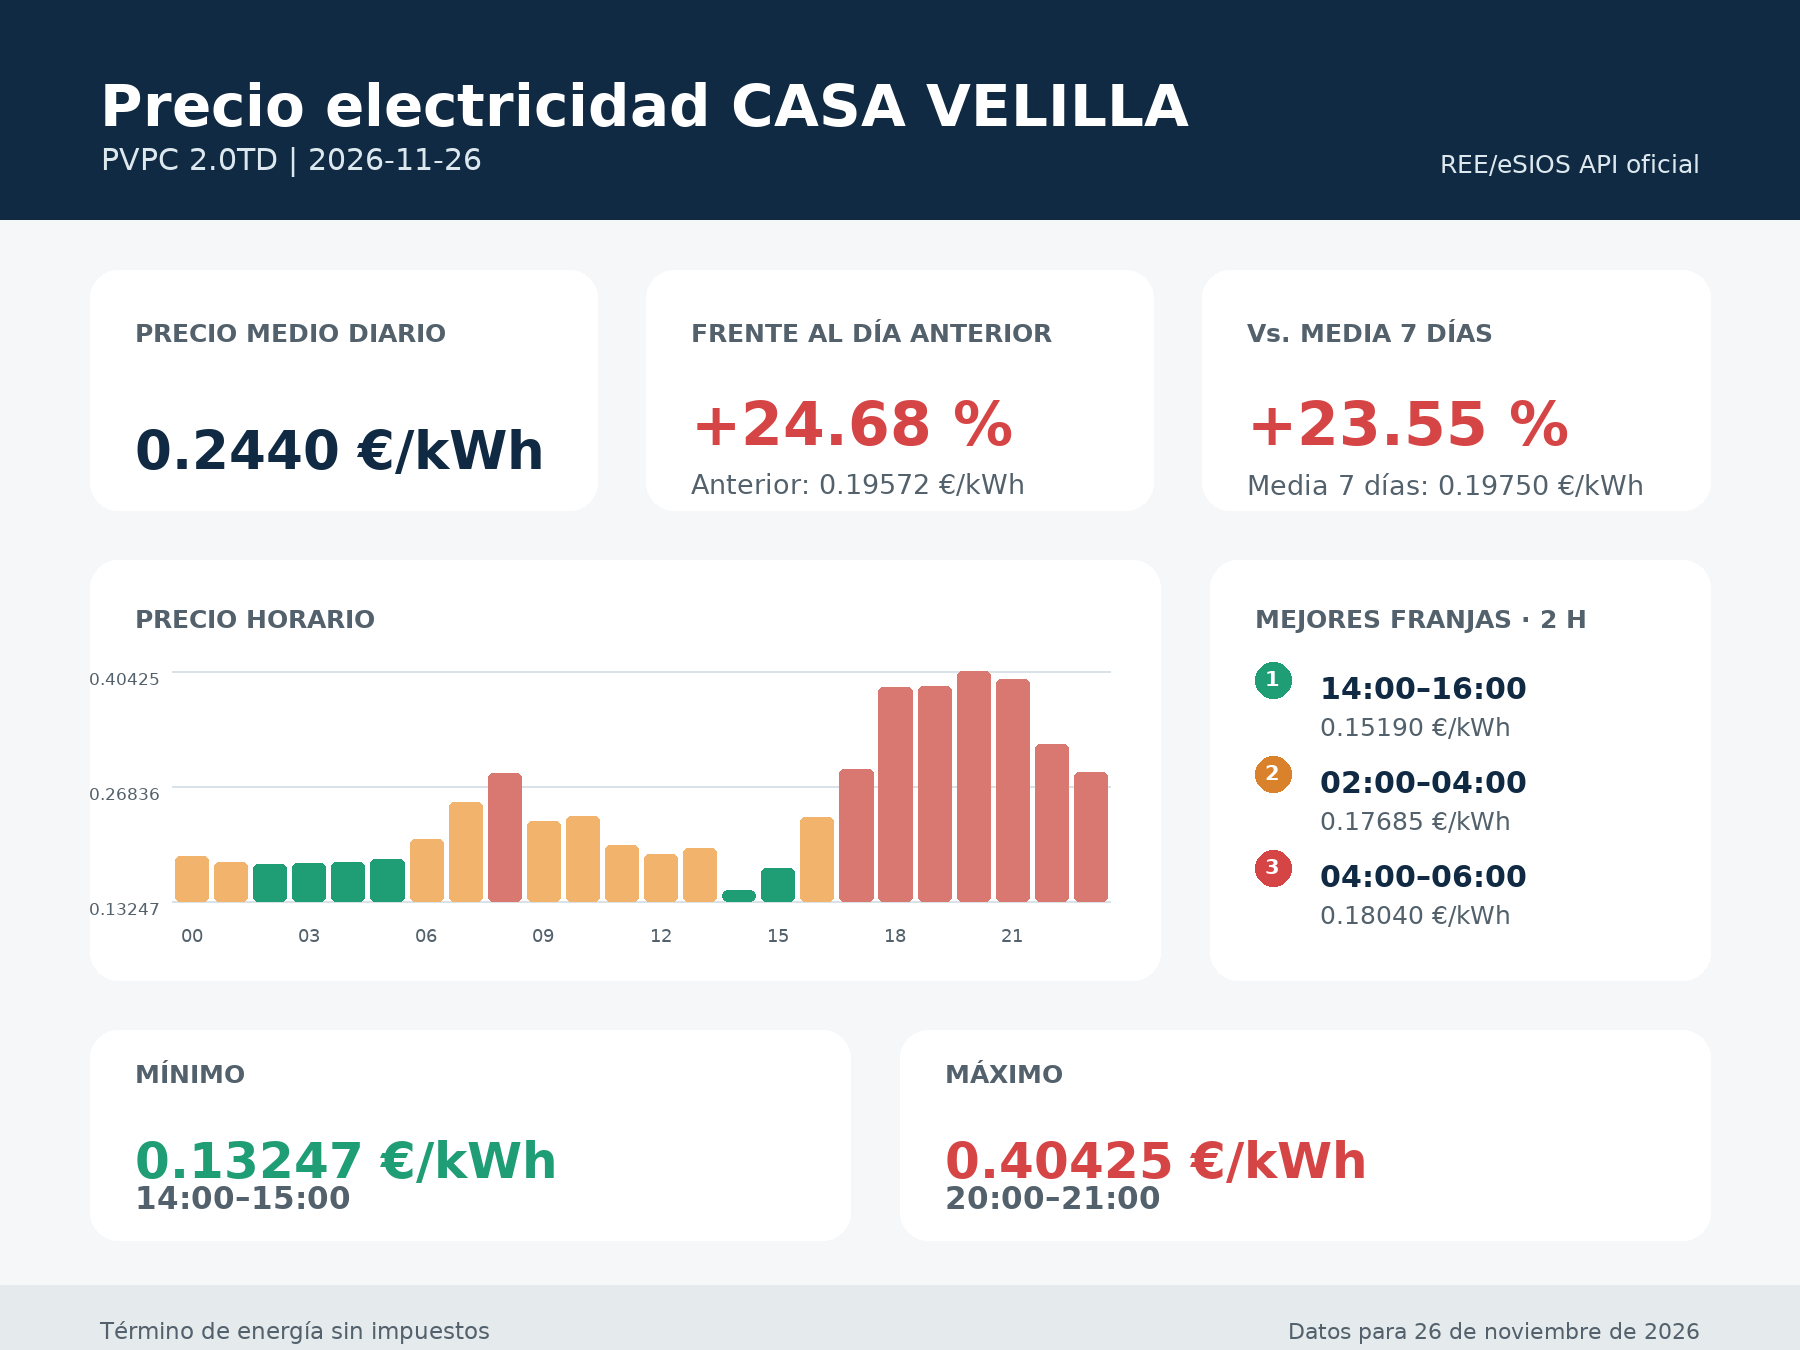 Precio electricidad CASA VELILLA
PVPC 2.0TD | 2026-11-26
REE/eSIOS API oficial
PRECIO MEDIO DIARIO
0.2440 €/kWh
FRENTE AL DÍA ANTERIOR
+24.68 %
Anterior: 0.19572 €/kWh
Vs. MEDIA 7 DÍAS
+23.55 %
Media 7 días: 0.19750 €/kWh
PRECIO HORARIO
0.40425
0.26836
0.13247
00 03 06 09 12 15 18 21
MEJORES FRANJAS · 2 H
1 14:00–16:00
0.15190 €/kWh
2 02:00–04:00
0.17685 €/kWh
3 04:00–06:00
0.18040 €/kWh
MÍNIMO
0.13247 €/kWh
14:00–15:00
MÁXIMO
0.40425 €/kWh
20:00–21:00
Término de energía sin impuestos
Datos para 26 de noviembre de 2026